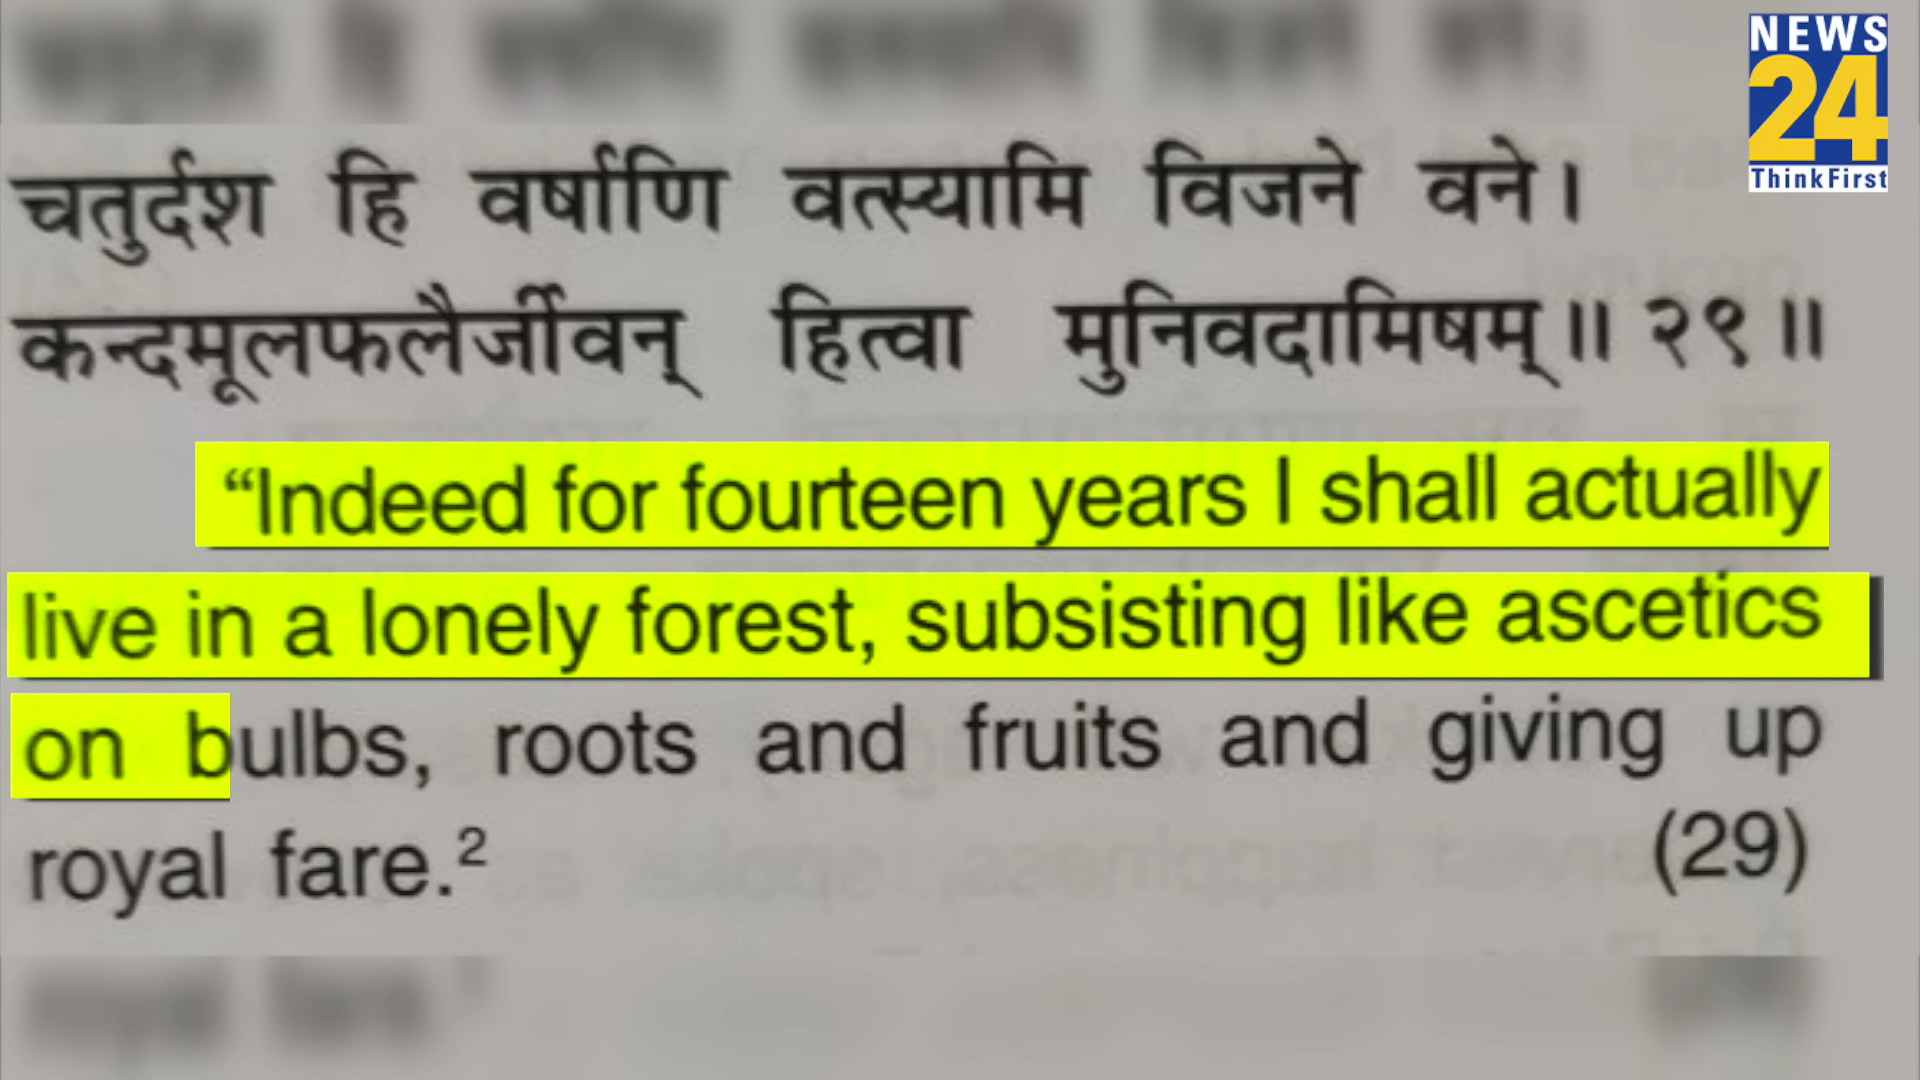 NEWS
24
Think First
चतुर्दश हि वर्षाणि वत्स्यामि विजने वने।
कन्दमूलफलैर्जीवन् हित्वा मुनिवदामिषम्॥ २९॥
“Indeed for fourteen years I shall actually
live in a lonely forest, subsisting like ascetics
on bulbs, roots and fruits and giving up
royal fare.² (29)